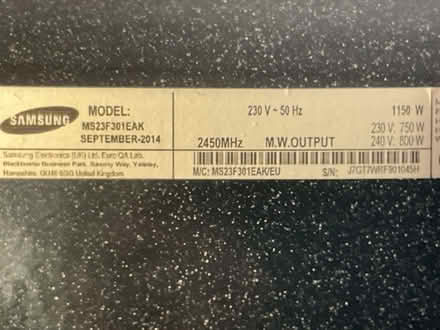 SAMSUNG
MODEL:
MS23F301EAK
SEPTEMBER-2014
Samsung Electronics (UK) Ltd. Euro QA Lab.
Blackbushe Business Park, Saxony Way, Yateley,
Hampshire, GU46 6GG United Kingdom
230 V ~ 50 Hz 1150 W
230 V: 750 W
2450MHz M.W.OUTPUT 240 V: 800 W
M/C: MS23F301EAK/EU S/N: J7GT7WRF901045H